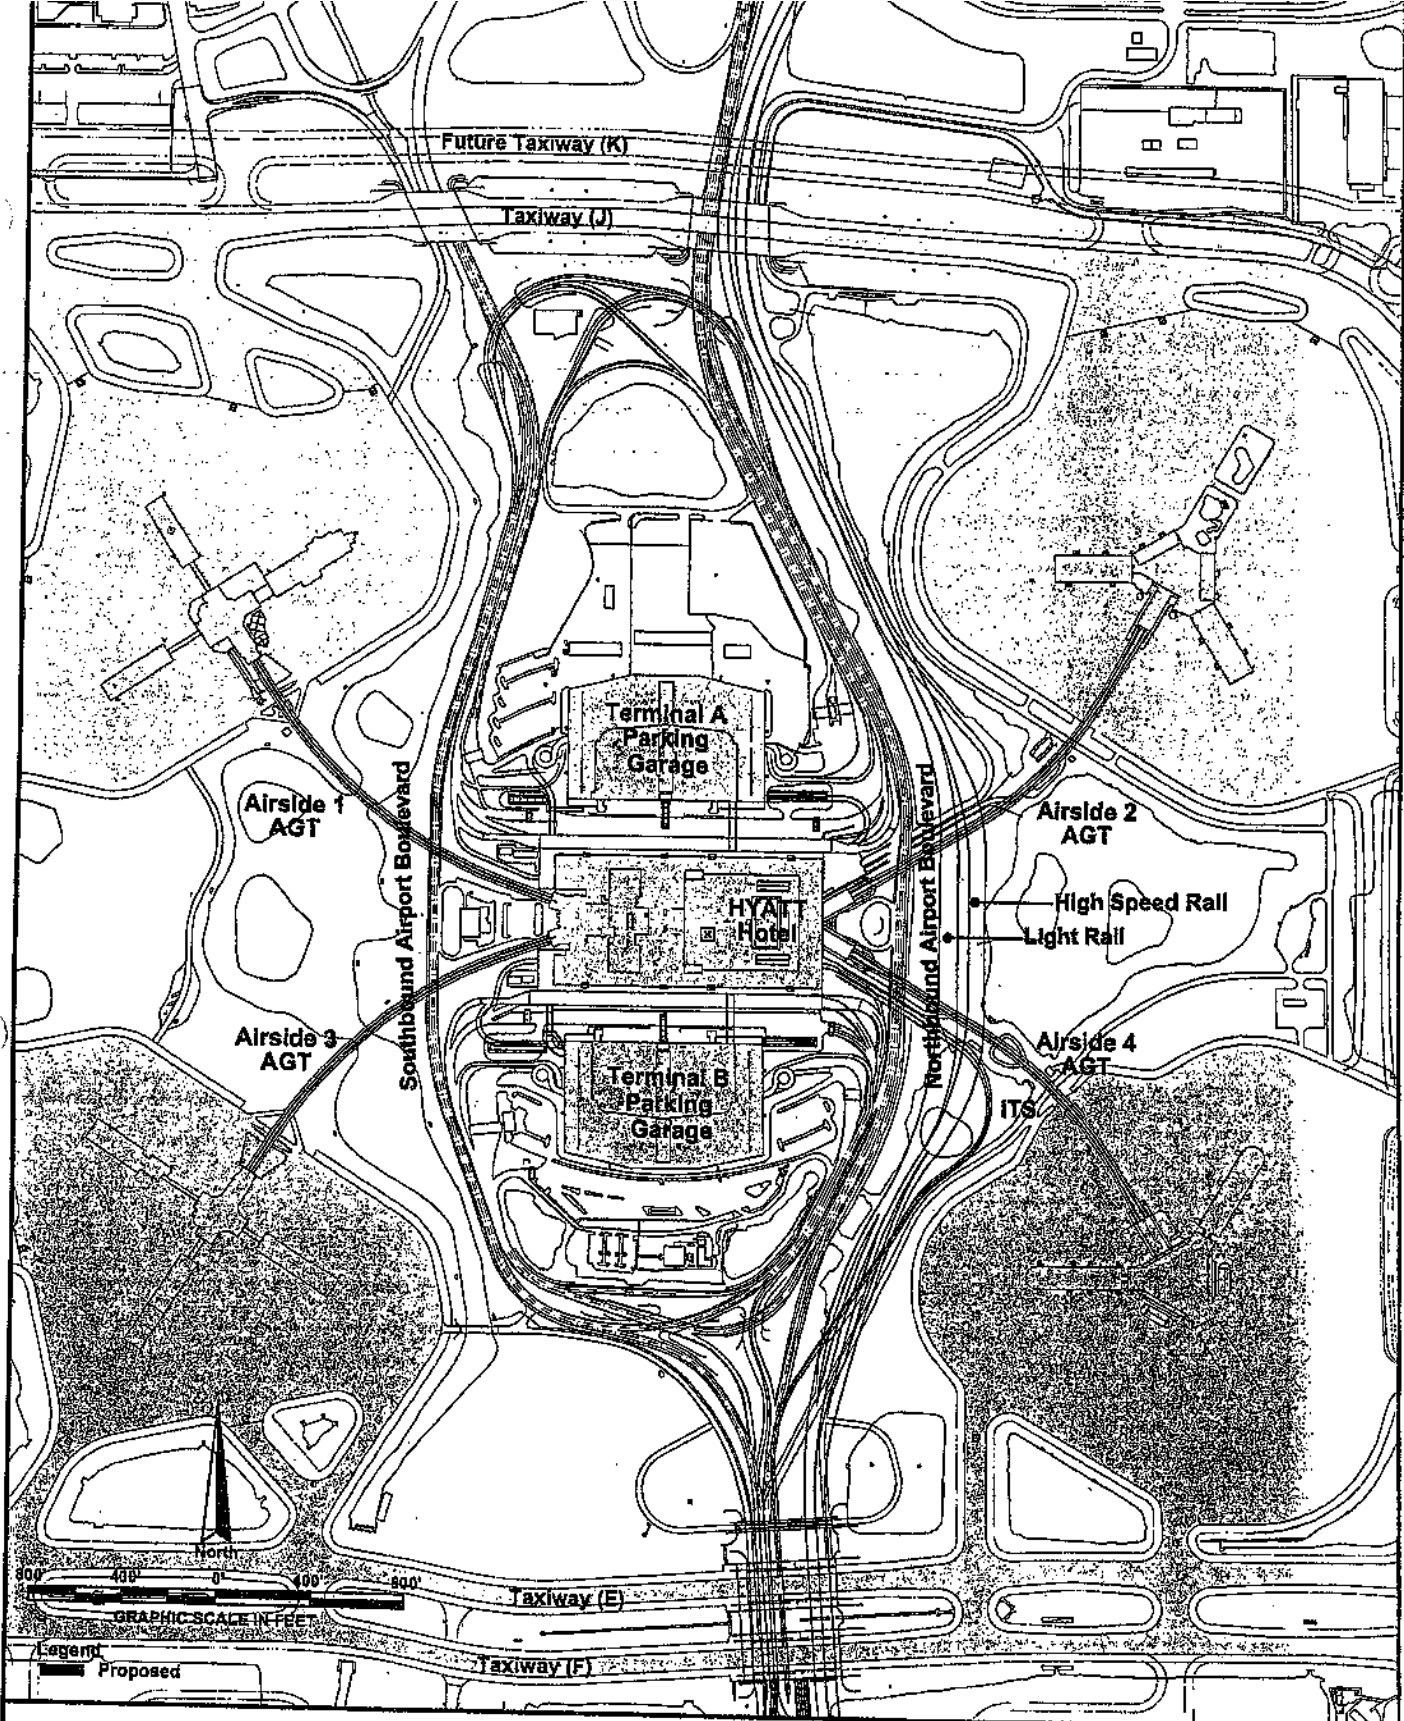 Future Taxiway (K)
Taxiway (J)
Terminal A
Parking
Garage
Airside 1
AGT
Southbound Airport Boulevard
Northbound Airport Boulevard
Airside 2
AGT
HYATT
Hotel
High Speed Rail
Light Rail
Airside 3
AGT
Airside 4
AGT
Terminal B
Parking
Garage
ITS
North
800' 400' 0' 400' 800'
GRAPHIC SCALE IN FEET
Taxiway (E)
Legend
Proposed
Taxiway (F)